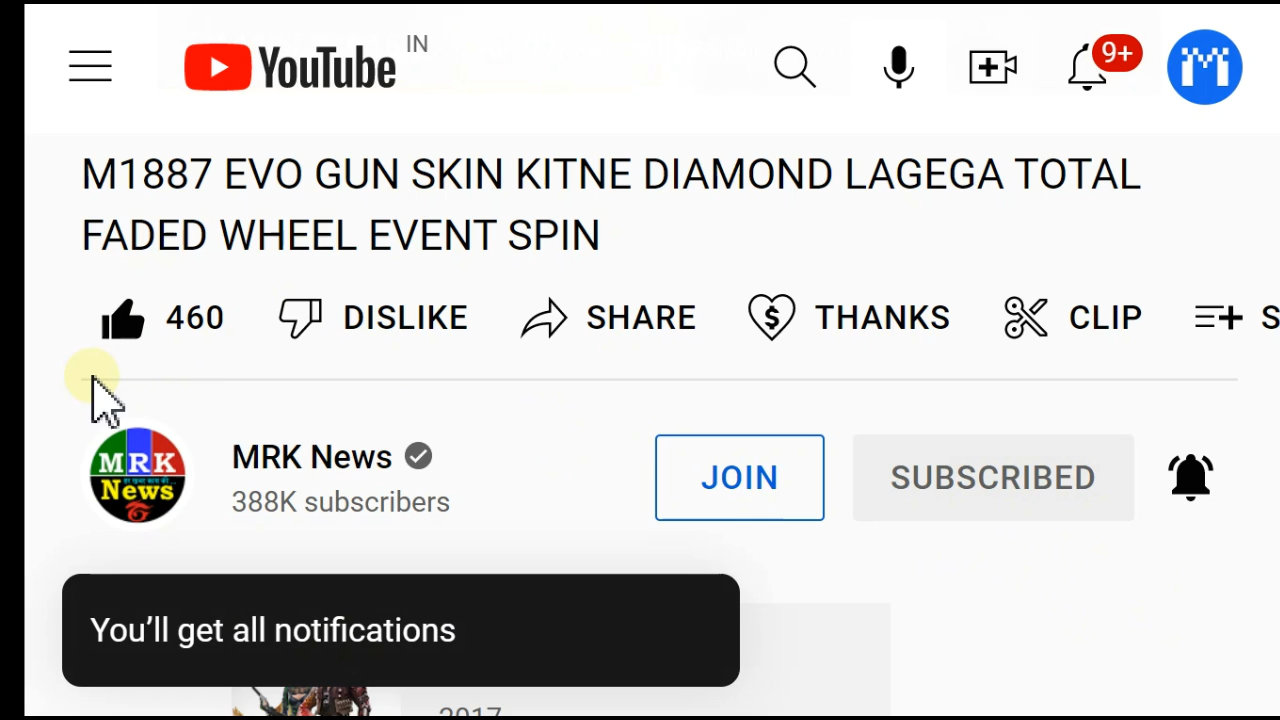 YouTube IN
9+
M1887 EVO GUN SKIN KITNE DIAMOND LAGEGA TOTAL
FADED WHEEL EVENT SPIN
460 DISLIKE SHARE THANKS CLIP S
MRK News
MRK News
388K subscribers
JOIN SUBSCRIBED
You’ll get all notifications
2017